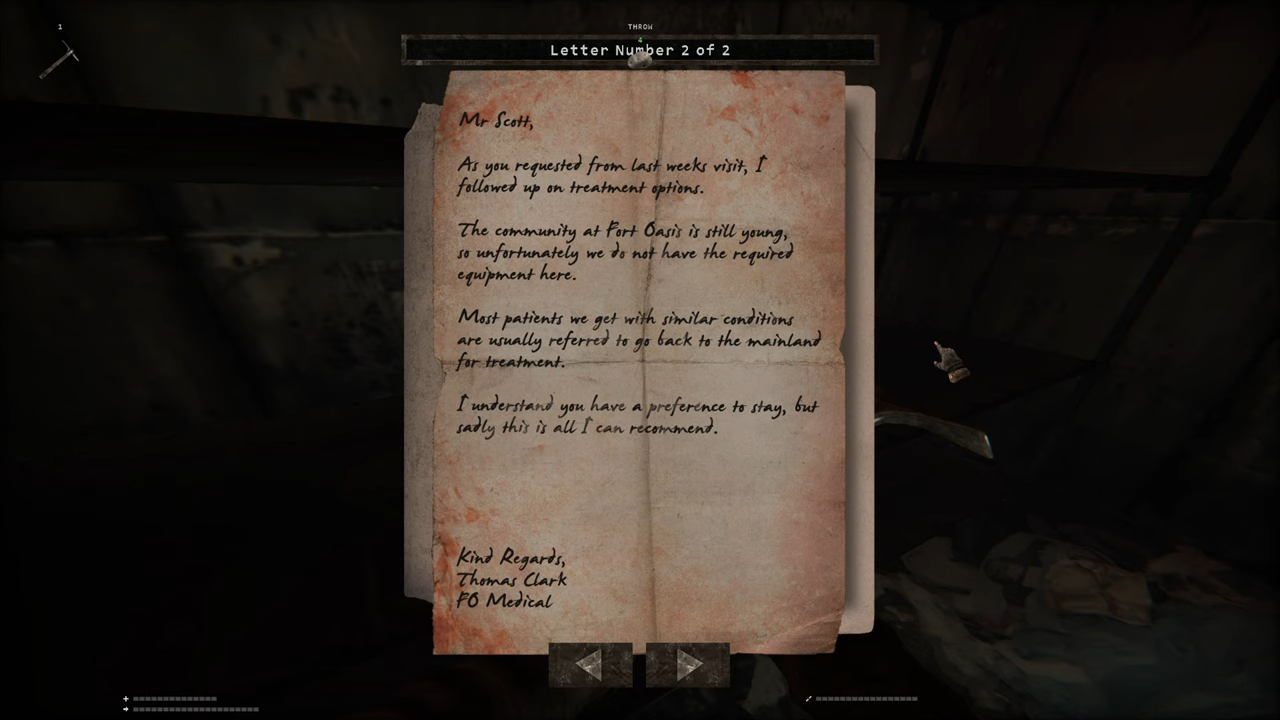 1
THROW
4
Letter Number 2 of 2
Mr Scott,
As you requested from last weeks visit, I
followed up on treatment options.
The community at Fort Oasis is still young,
so unfortunately we do not have the required
equipment here.
Most patients we get with similar conditions
are usually referred to go back to the mainland
for treatment.
I understand you have a preference to stay, but
sadly this is all I can recommend.
Kind Regards,
Thomas Clark
FO Medical